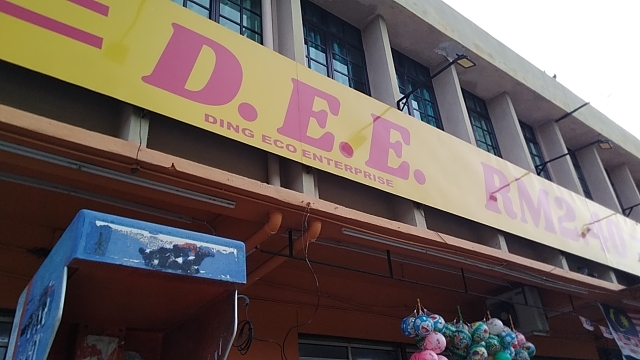 D.E.E.
DING ECO ENTERPRISE
RM2.40